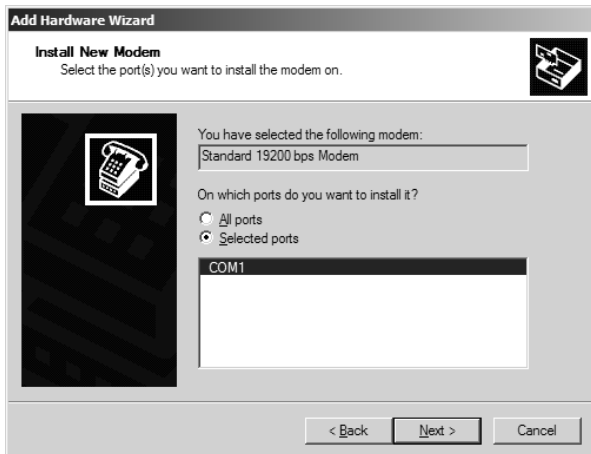 Add Hardware Wizard
Install New Modem
Select the port(s) you want to install the modem on.
You have selected the following modem:
Standard 19200 bps Modem
On which ports do you want to install it?
All ports
Selected ports
COM1
< Back Next > Cancel